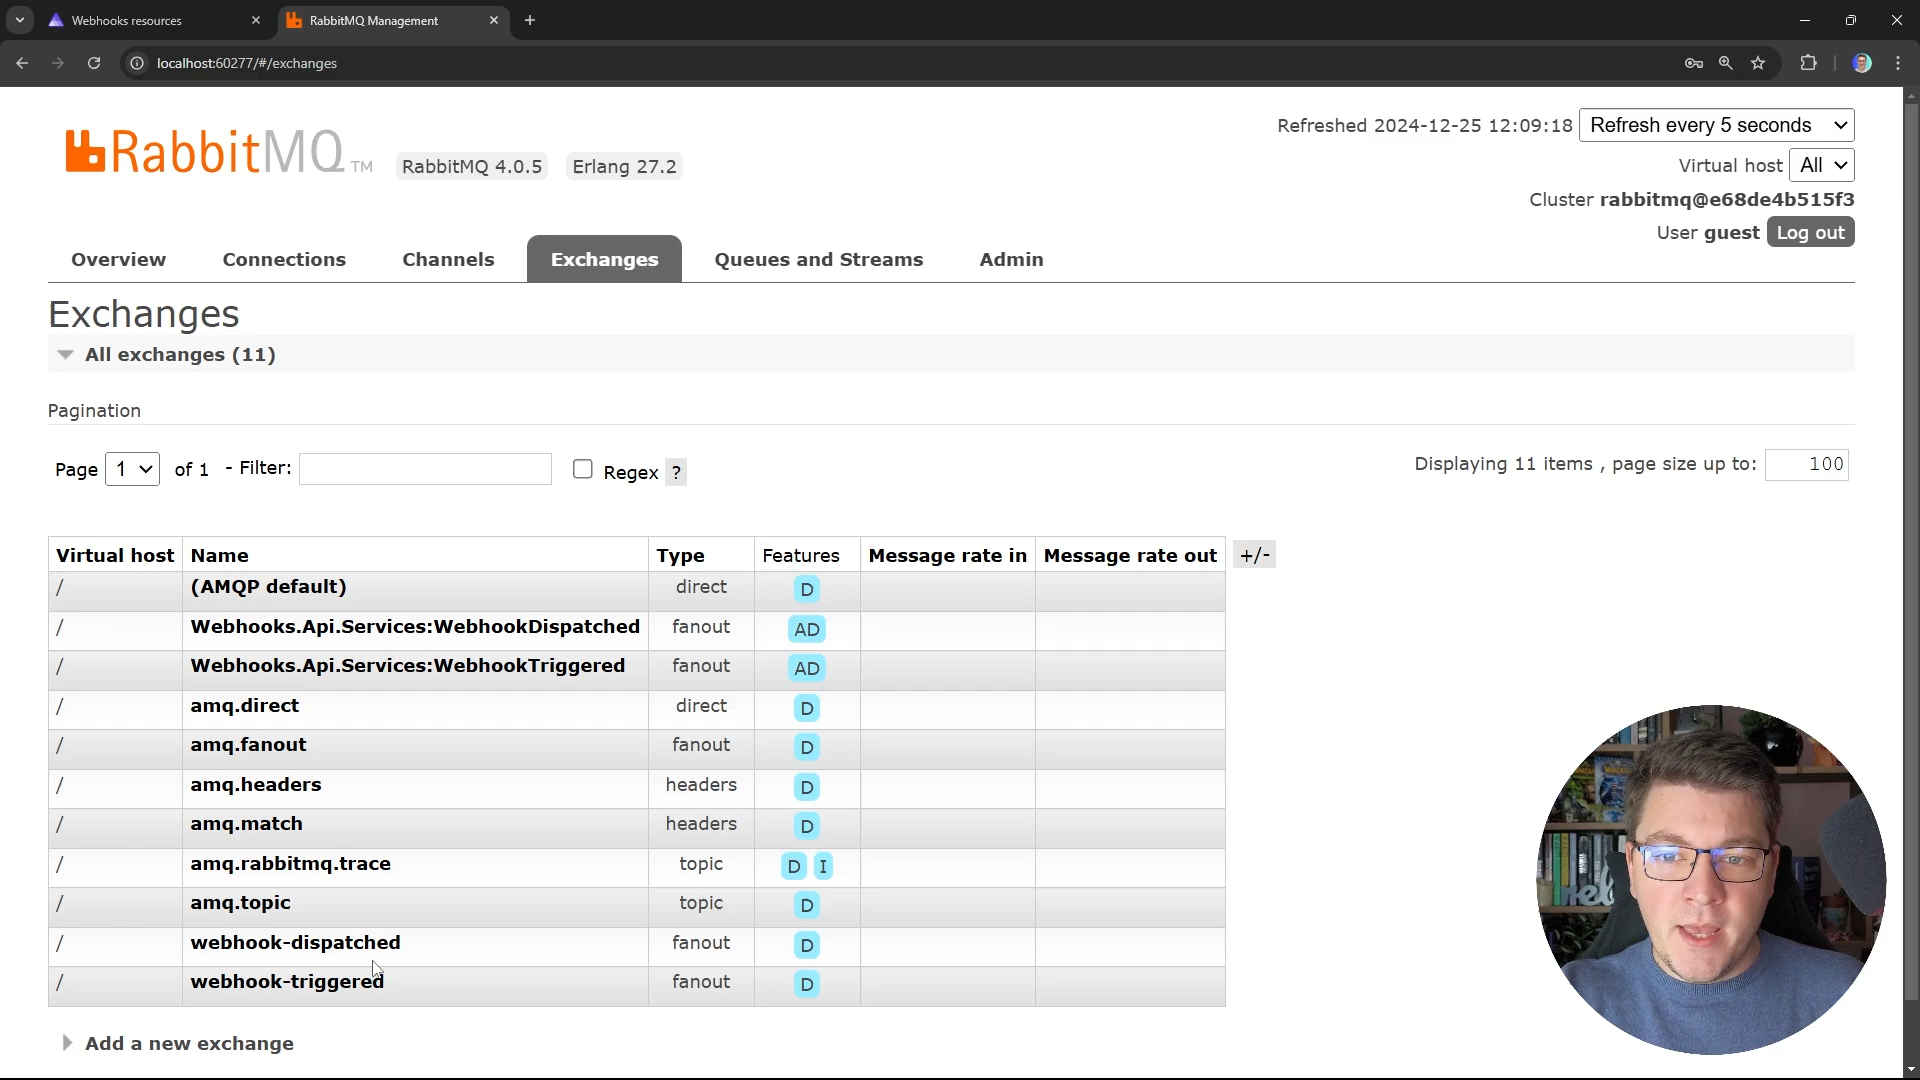 Webhooks resources
RabbitMQ Management
localhost:60277/#/exchanges
RabbitMQ TM
RabbitMQ 4.0.5
Erlang 27.2
Refreshed 2024-12-25 12:09:18
Refresh every 5 seconds
Virtual host All
Cluster rabbitmq@e68de4b515f3
User guest Log out
Overview
Connections
Channels
Exchanges
Queues and Streams
Admin
Exchanges
All exchanges (11)
Pagination
Page 1 of 1 - Filter: Regex ?
Displaying 11 items , page size up to: 100
Virtual host Name Type Features Message rate in Message rate out +/-
/ (AMQP default) direct D
/ Webhooks.Api.Services:WebhookDispatched fanout AD
/ Webhooks.Api.Services:WebhookTriggered fanout AD
/ amq.direct direct D
/ amq.fanout fanout D
/ amq.headers headers D
/ amq.match headers D
/ amq.rabbitmq.trace topic D I
/ amq.topic topic D
/ webhook-dispatched fanout D
/ webhook-triggered fanout D
Add a new exchange